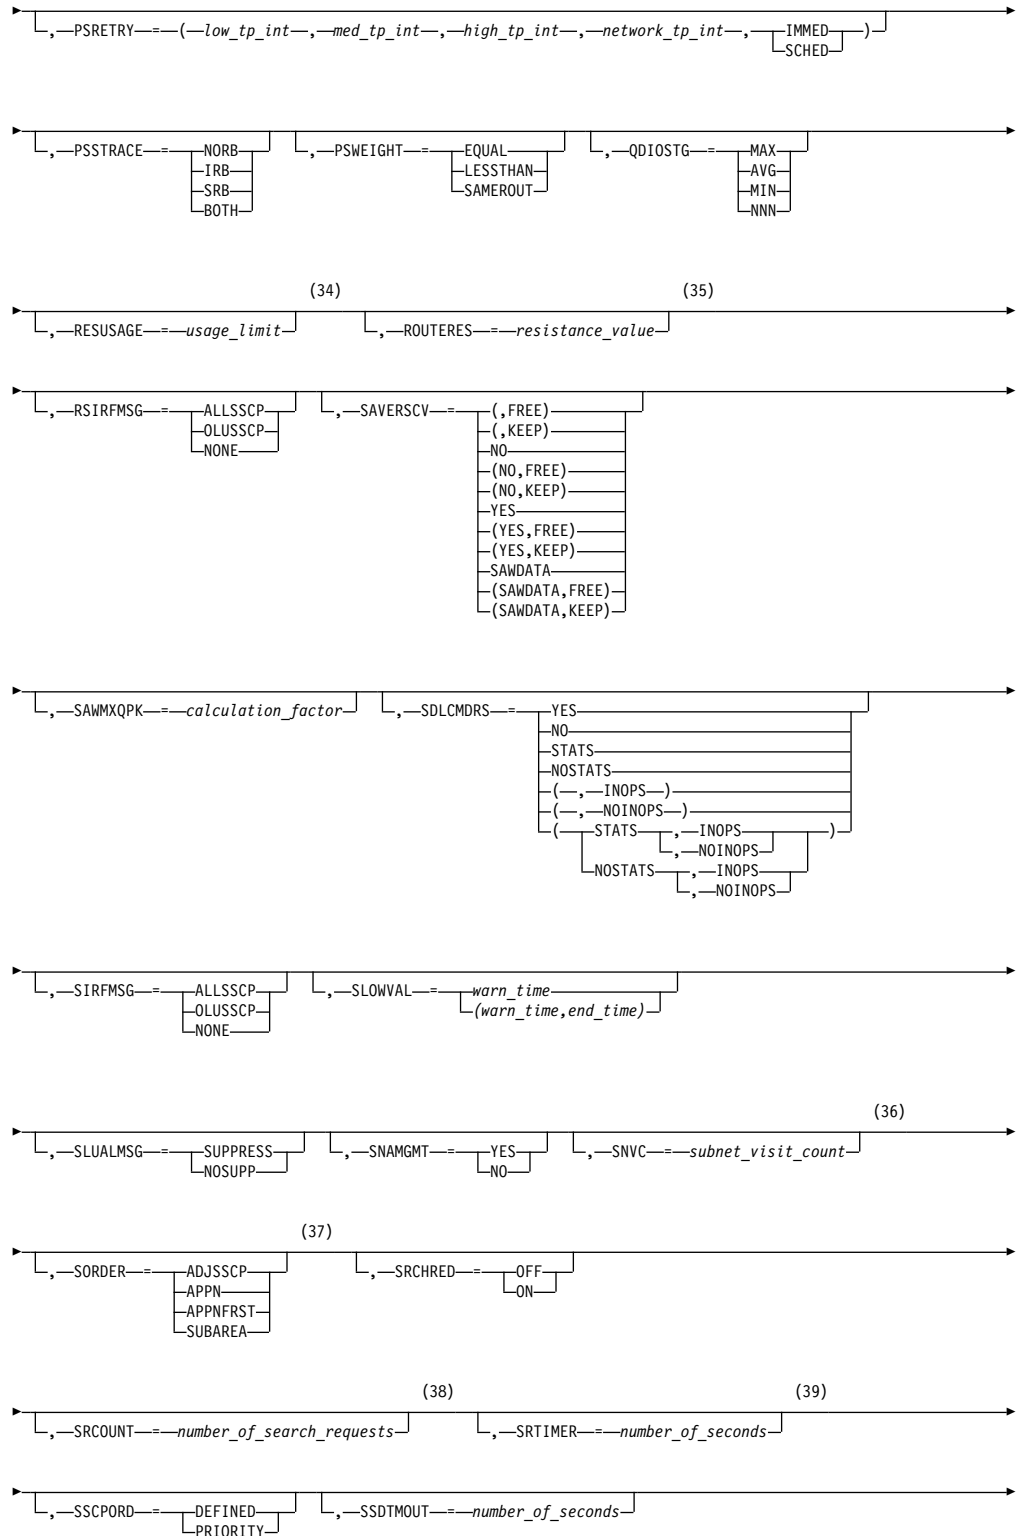 ,PSRETRY=(low_tp_int,med_tp_int,high_tp_int,network_tp_int,IMMED)
SCHED
,PSSTRACE=NORB ,PSWEIGHT=EQUAL ,QDIOSTG=MAX
IRB LESSTHAN AVG
SRB SAMEROUT MIN
BOTH NNN
(34) (35)
,RESUSAGE=usage_limit ,ROUTERES=resistance_value
,RSIRFMSG=ALLSSCP ,SAVERSCV=(,FREE)
OLUSSCP (,KEEP)
NONE NO
(NO,FREE)
(NO,KEEP)
YES
(YES,FREE)
(YES,KEEP)
SAWDATA
(SAWDATA,FREE)
(SAWDATA,KEEP)
,SAWMXQPK=calculation_factor ,SDLCMDRS=YES
NO
STATS
NOSTATS
(,INOPS)
(,NOINOPS)
(STATS,INOPS)
,NOINOPS
NOSTATS,INOPS
,NOINOPS
,SIRFMSG=ALLSSCP ,SLOWVAL=warn_time
OLUSSCP (warn_time,end_time)
NONE
(36)
,SLUALMSG=SUPPRESS ,SNAMGMT=YES ,SNVC=subnet_visit_count
NOSUPP NO
(37)
,SORDER=ADJSSCP ,SRCHRED=OFF
APPN ON
APPNFRST
SUBAREA
(38) (39)
,SRCOUNT=number_of_search_requests ,SRTIMER=number_of_seconds
,SSCPORD=DEFINED ,SSDTMOUT=number_of_seconds
PRIORITY